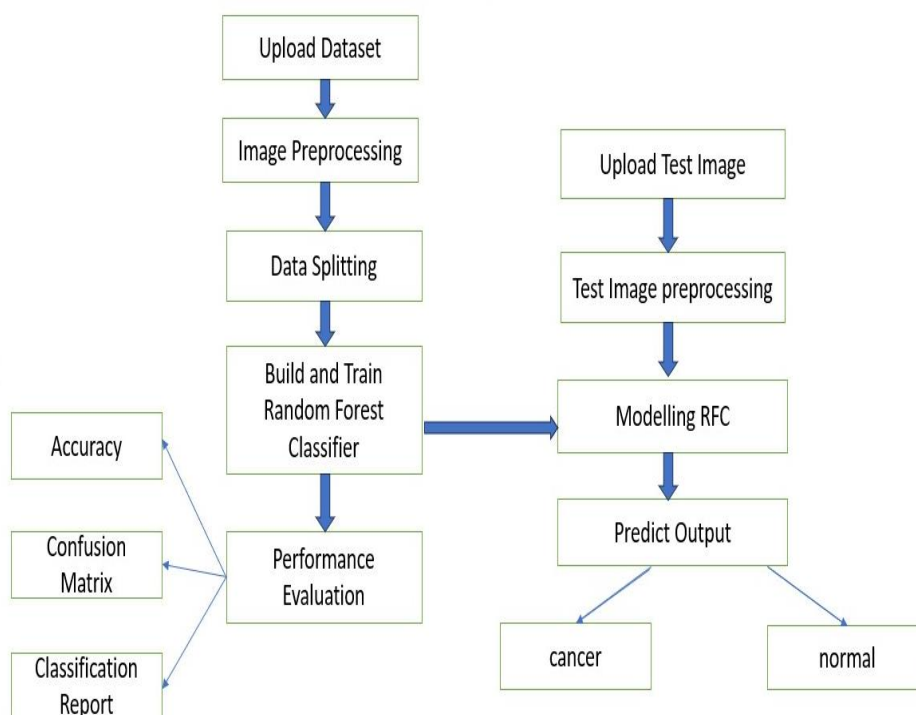 Upload Dataset
Image Preprocessing
Data Splitting
Build and Train
Random Forest
Classifier
Performance
Evaluation
Accuracy
Confusion
Matrix
Classification
Report
Upload Test Image
Test Image preprocessing
Modelling RFC
Predict Output
cancer
normal